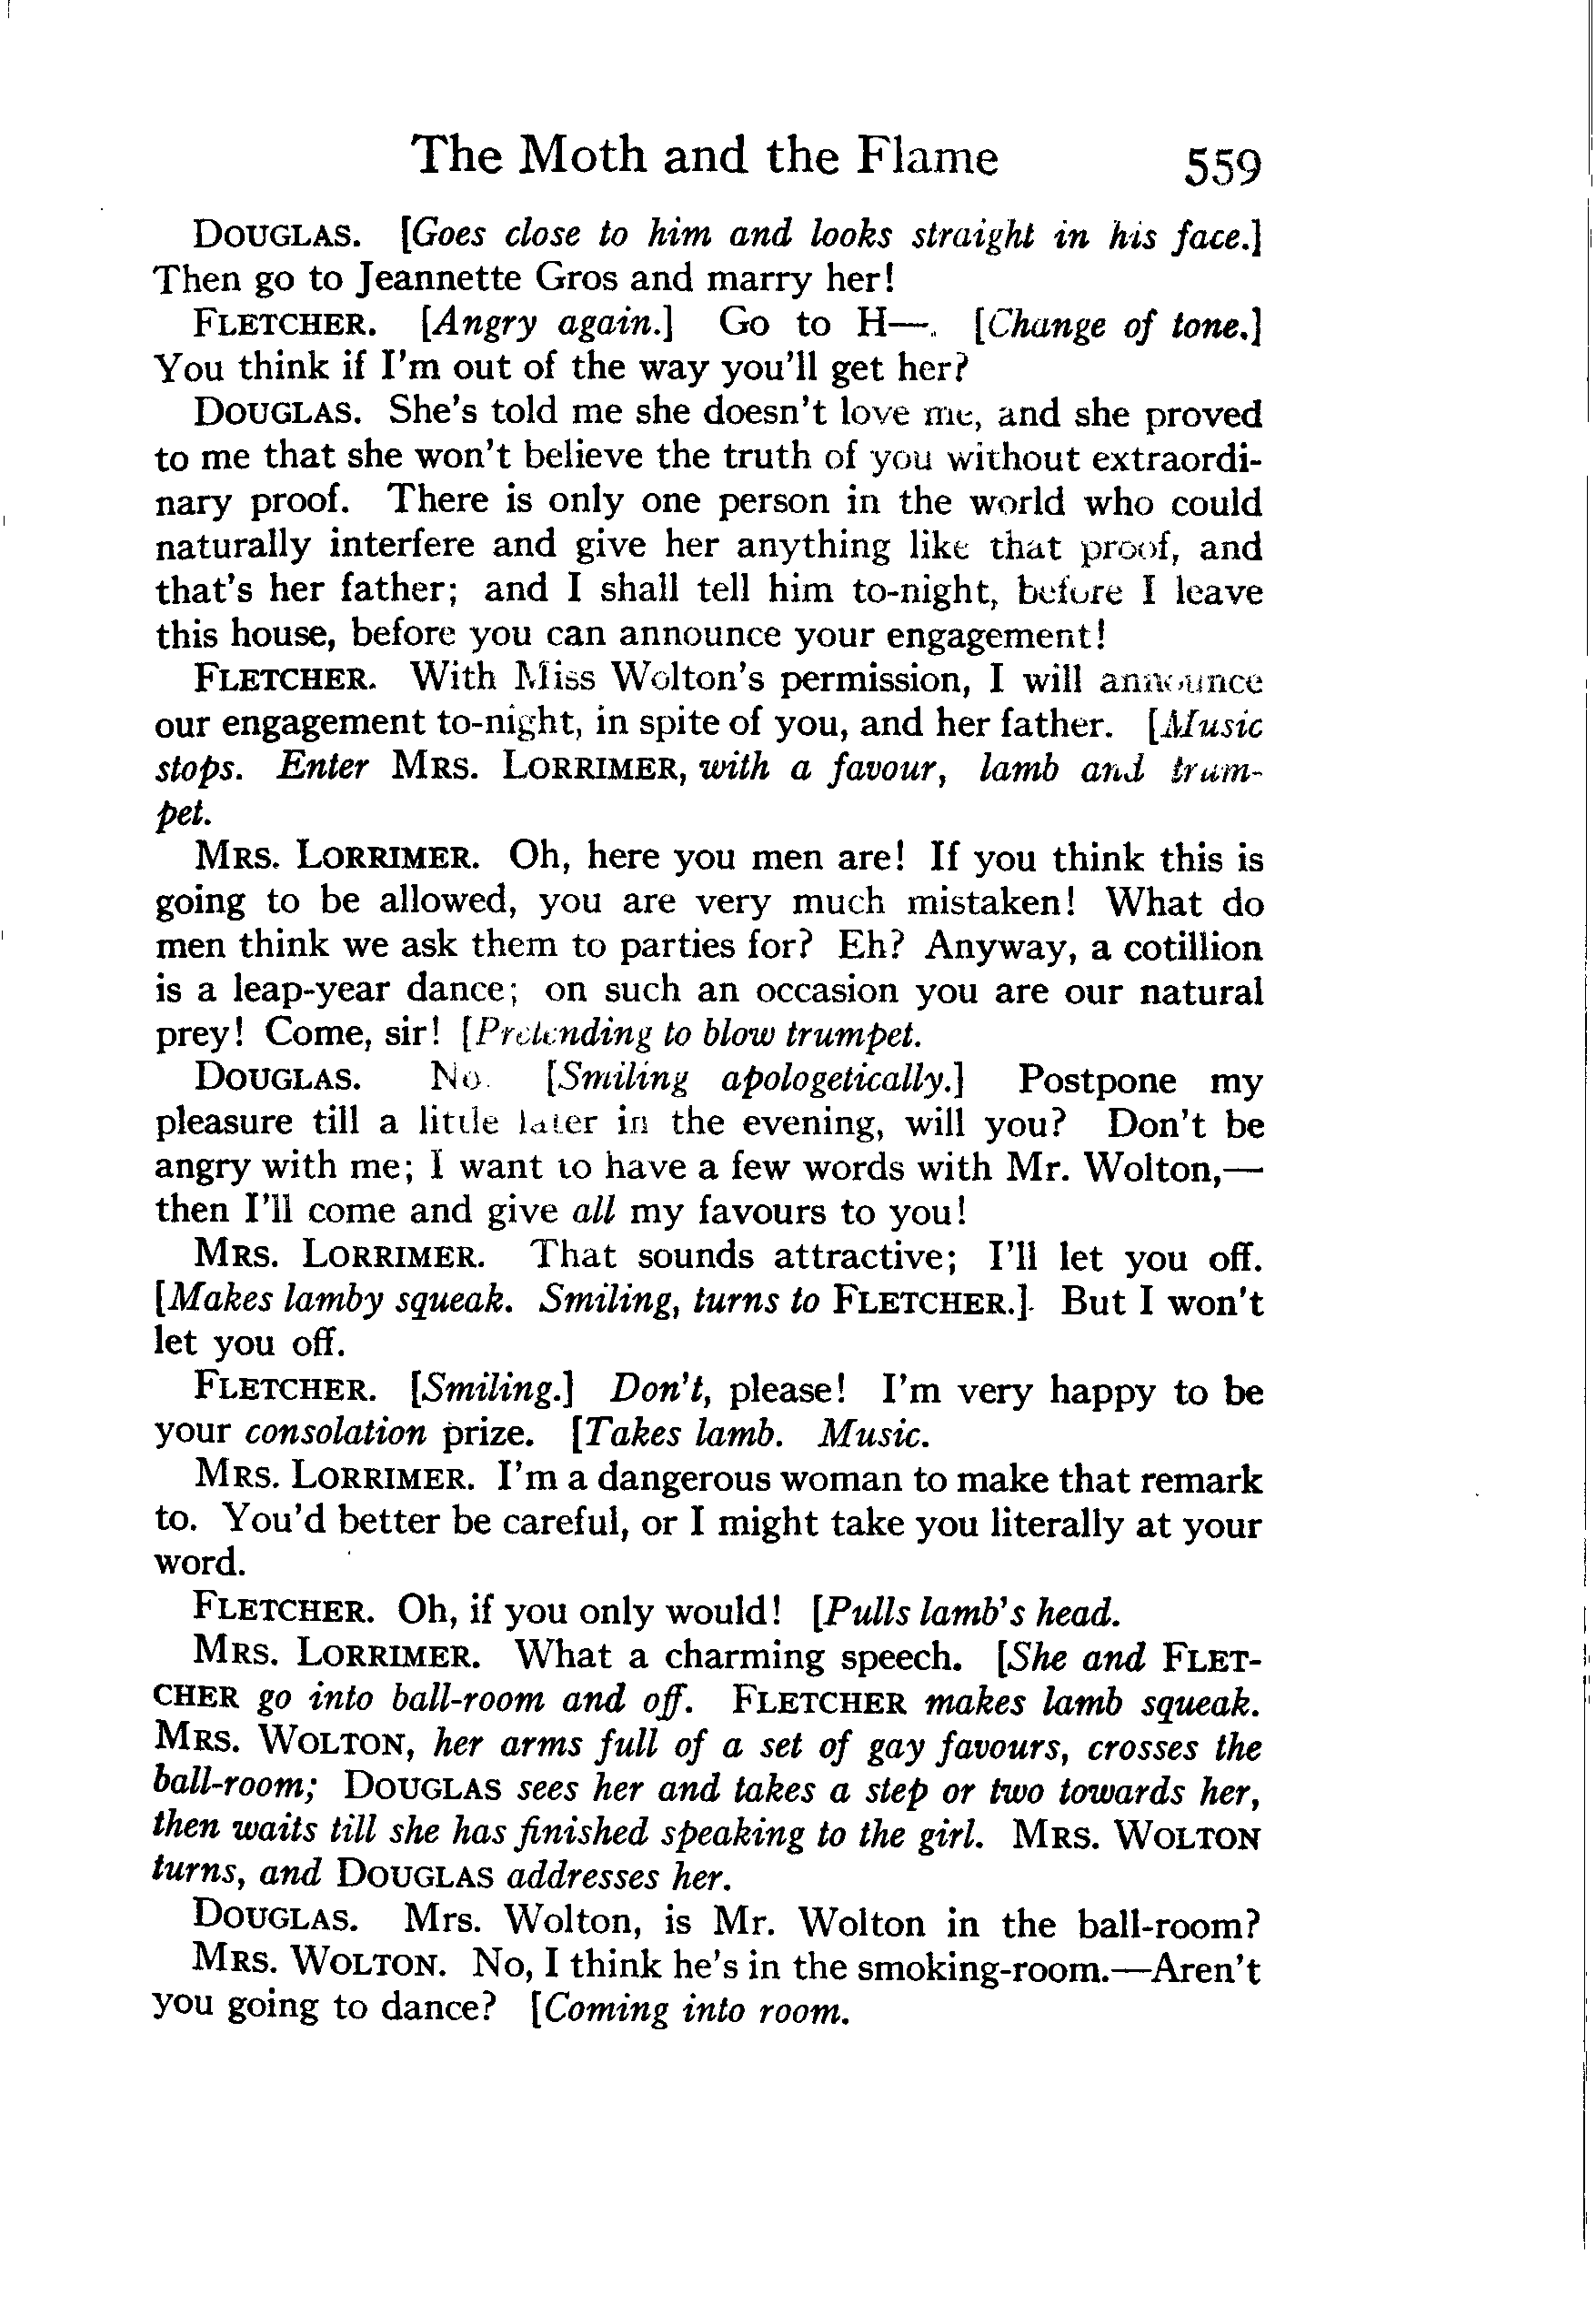 The Moth and the Flame 559
DOUGLAS. [Goes close to him and looks straight in his face.]
Then go to Jeannette Gros and marry her!
FLETCHER. [Angry again.] Go to H—. [Change of tone.]
You think if I'm out of the way you'll get her?
DOUGLAS. She's told me she doesn't love me, and she proved
to me that she won't believe the truth of you without extraordi-
nary proof. There is only one person in the world who could
naturally interfere and give her anything like that proof, and
that's her father; and I shall tell him to-night, before I leave
this house, before you can announce your engagement!
FLETCHER. With Miss Wolton's permission, I will announce
our engagement to-night, in spite of you, and her father. [Music
stops. Enter MRS. LORRIMER, with a favour, lamb and trum-
pet.
MRS. LORRIMER. Oh, here you men are! If you think this is
going to be allowed, you are very much mistaken! What do
men think we ask them to parties for? Eh? Anyway, a cotillion
is a leap-year dance; on such an occasion you are our natural
prey! Come, sir! [Pretending to blow trumpet.
DOUGLAS. No. [Smiling apologetically.] Postpone my
pleasure till a little later in the evening, will you? Don't be
angry with me; I want to have a few words with Mr. Wolton,—
then I'll come and give all my favours to you!
MRS. LORRIMER. That sounds attractive; I'll let you off.
[Makes lamby squeak. Smiling, turns to FLETCHER.] But I won't
let you off.
FLETCHER. [Smiling.] Don't, please! I'm very happy to be
your consolation prize. [Takes lamb. Music.
MRS. LORRIMER. I'm a dangerous woman to make that remark
to. You'd better be careful, or I might take you literally at your
word.
FLETCHER. Oh, if you only would! [Pulls lamb's head.
MRS. LORRIMER. What a charming speech. [She and FLET-
CHER go into ball-room and off. FLETCHER makes lamb squeak.
MRS. WOLTON, her arms full of a set of gay favours, crosses the
ball-room; DOUGLAS sees her and takes a step or two towards her,
then waits till she has finished speaking to the girl. MRS. WOLTON
turns, and DOUGLAS addresses her.
DOUGLAS. Mrs. Wolton, is Mr. Wolton in the ball-room?
MRS. WOLTON. No, I think he's in the smoking-room.—Aren't
you going to dance? [Coming into room.